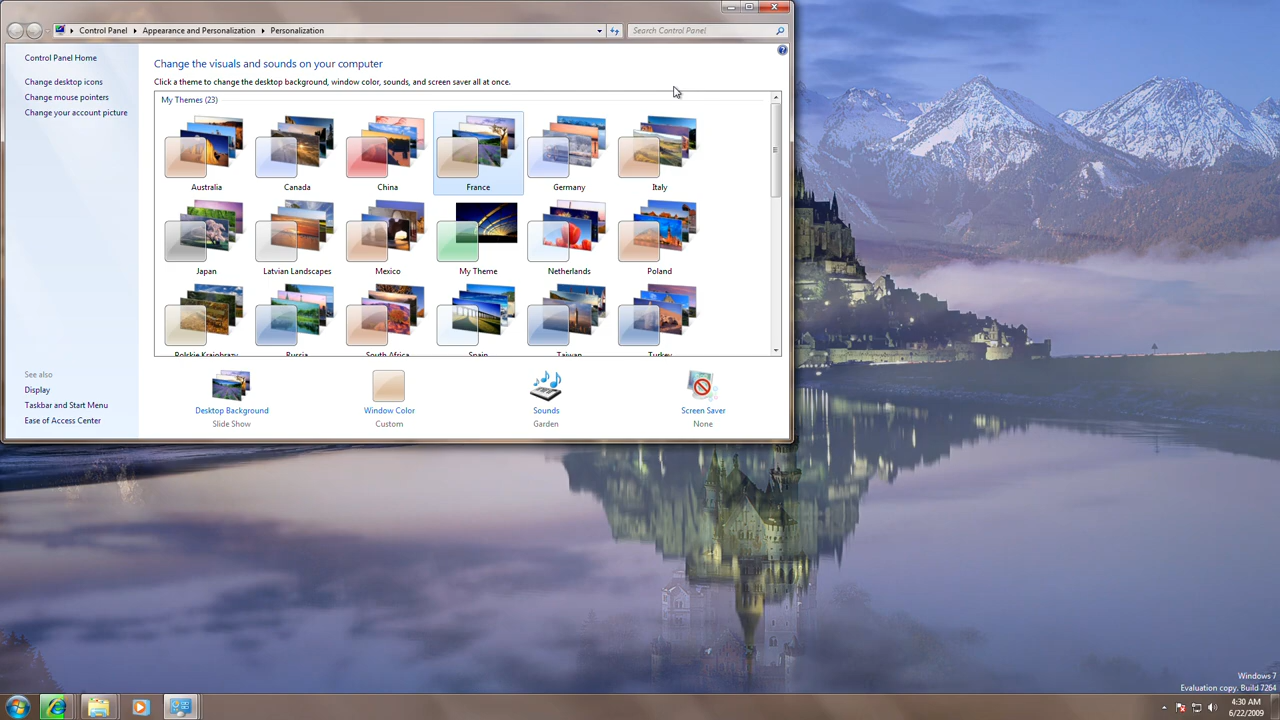 Control Panel
Appearance and Personalization
Personalization
Search Control Panel
Control Panel Home
Change desktop icons
Change mouse pointers
Change your account picture
Change the visuals and sounds on your computer
Click a theme to change the desktop background, window color, sounds, and screen saver all at once.
My Themes (23)
Australia
Canada
China
France
Germany
Italy
Japan
Latvian Landscapes
Mexico
My Theme
Netherlands
Poland
Polskie Krajobrazy
Russia
South Africa
Spain
Taiwan
Turkey
See also
Display
Taskbar and Start Menu
Ease of Access Center
Desktop Background
Slide Show
Window Color
Custom
Sounds
Garden
Screen Saver
None
Windows 7
Evaluation copy. Build 7264
4:30 AM
6/22/2009